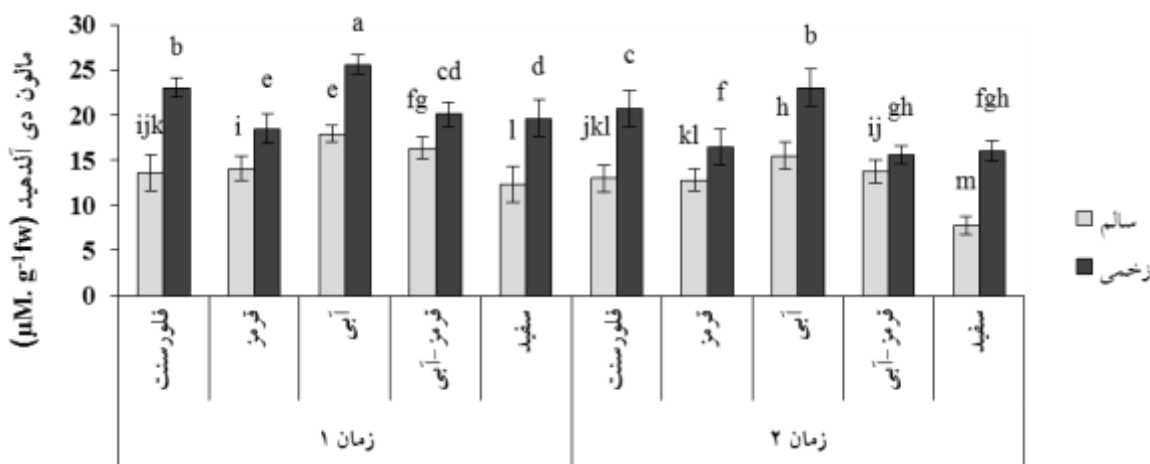 مالون دی آلدهید
(µM. g⁻¹fw)
30
25
20
15
10
5
0
ijk b i e e a fg cd l d jkl c kl f h b ij gh m fgh
فلورسنت
قرمز
آبی
قرمز-آبی
سفید
فلورسنت
قرمز
آبی
قرمز-آبی
سفید
زمان ۱
زمان ۲
سالم
زخمی